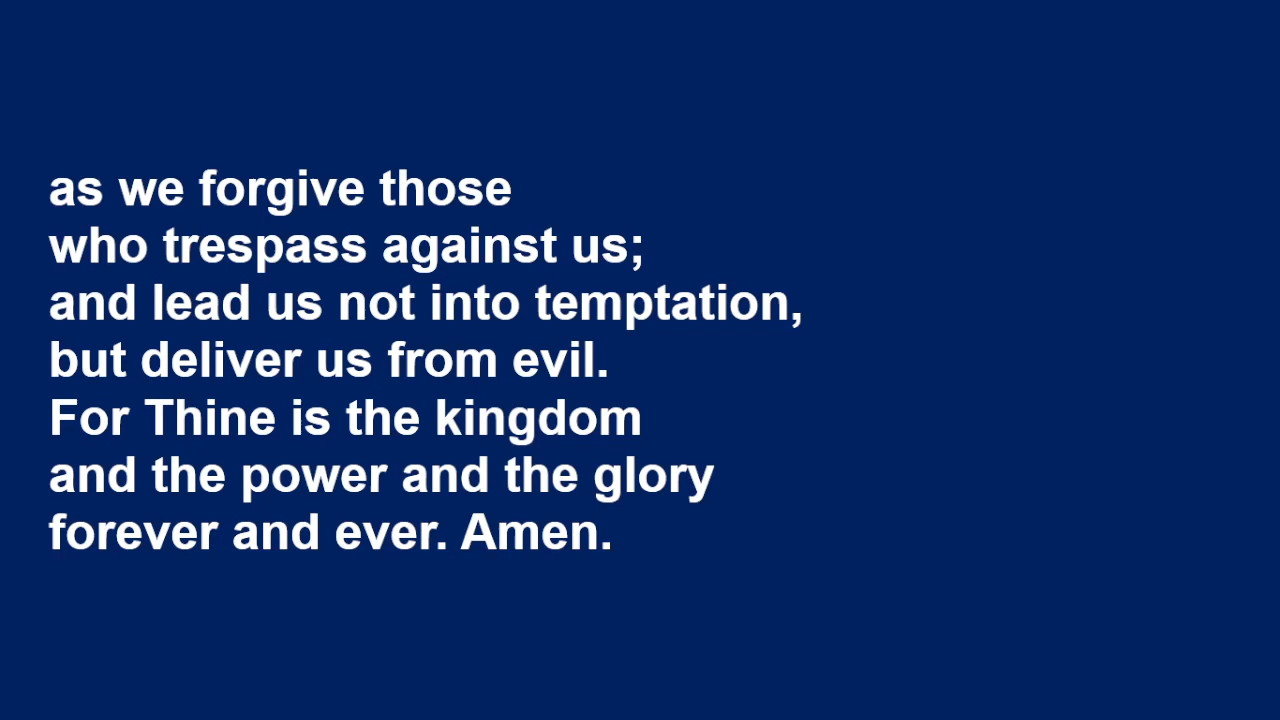 as we forgive those
who trespass against us;
and lead us not into temptation,
but deliver us from evil.
For Thine is the kingdom
and the power and the glory
forever and ever. Amen.